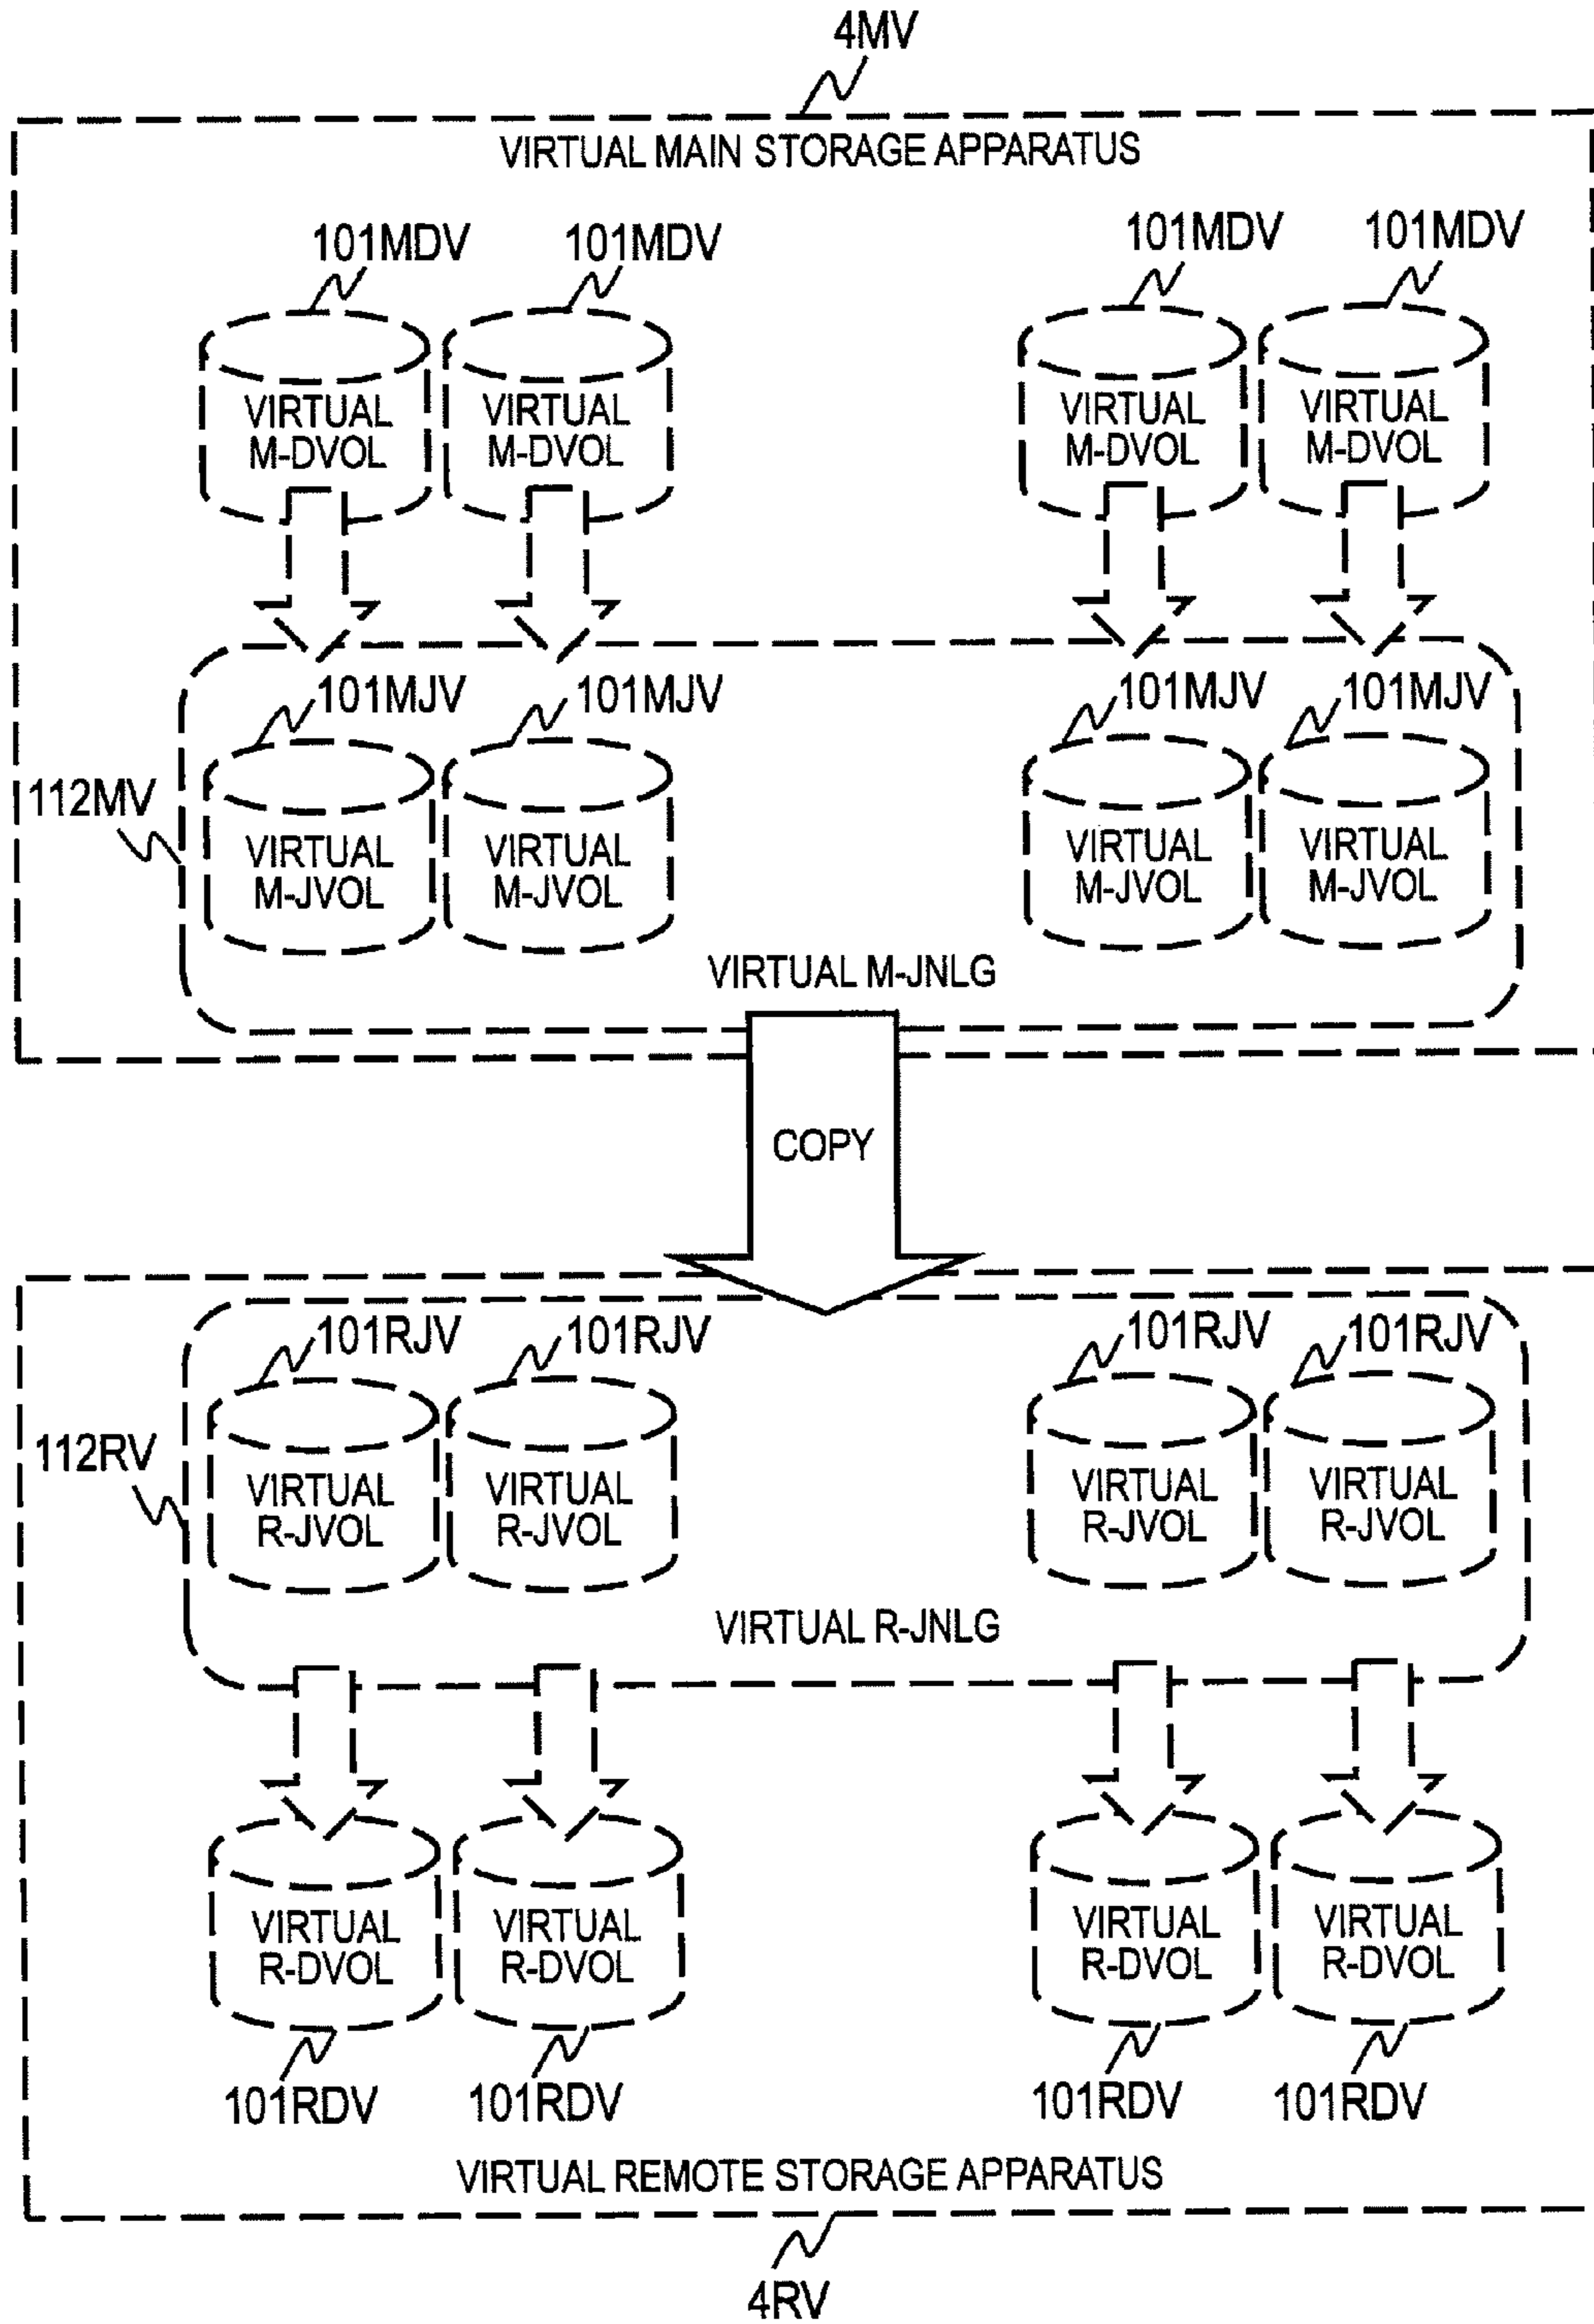 4MV
VIRTUAL MAIN STORAGE APPARATUS
101MDV 101MDV 101MDV 101MDV
VIRTUAL VIRTUAL VIRTUAL VIRTUAL
M-DVOL M-DVOL M-DVOL M-DVOL
101MJV 101MJV 101MJV 101MJV
112MV
VIRTUAL VIRTUAL VIRTUAL VIRTUAL
M-JVOL M-JVOL M-JVOL M-JVOL
VIRTUAL M-JNLG
COPY
101RJV 101RJV 101RJV 101RJV
112RV
VIRTUAL VIRTUAL VIRTUAL VIRTUAL
R-JVOL R-JVOL R-JVOL R-JVOL
VIRTUAL R-JNLG
VIRTUAL VIRTUAL VIRTUAL VIRTUAL
R-DVOL R-DVOL R-DVOL R-DVOL
101RDV 101RDV 101RDV 101RDV
VIRTUAL REMOTE STORAGE APPARATUS
4RV